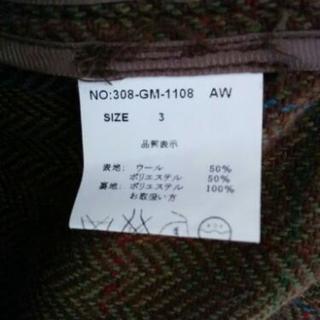 NO:308-GM-1108 AW
SIZE 3
品質表示
表地: ウール 50%
ポリエステル 50%
裏地: ポリエステル 100%
お取扱い方